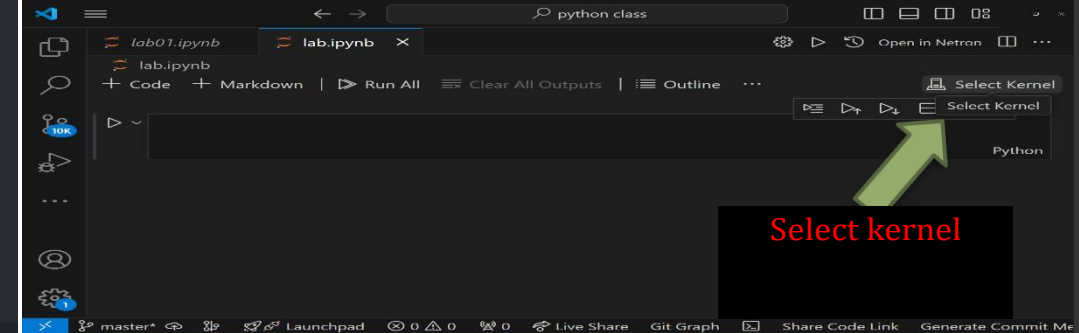 python class
lab01.ipynb
lab.ipynb
Open in Netron
lab.ipynb
+ Code + Markdown | Run All Clear All Outputs | Outline ...
Select Kernel
Select Kernel
10K
Python
Select kernel
1
master* Launchpad 0 0 0 Live Share Git Graph Share Code Link Generate Commit Me